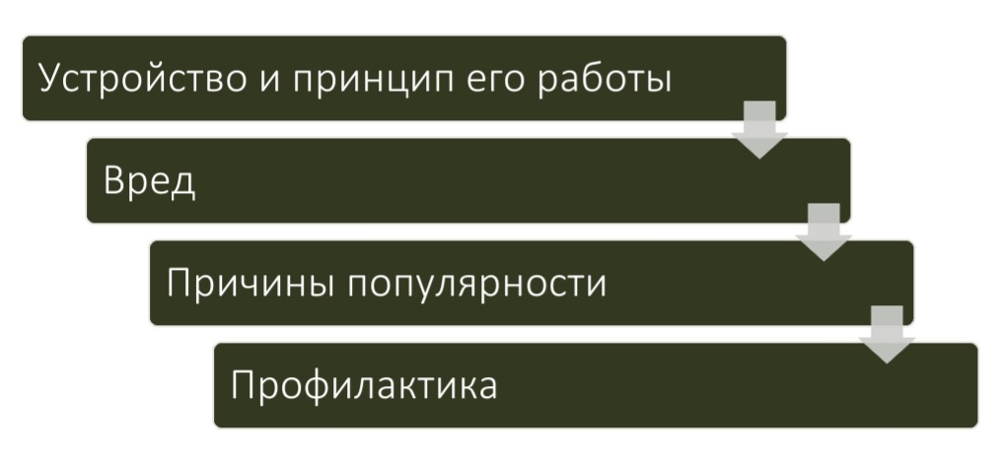 Устройство и принцип его работы
Вред
Причины популярности
Профилактика